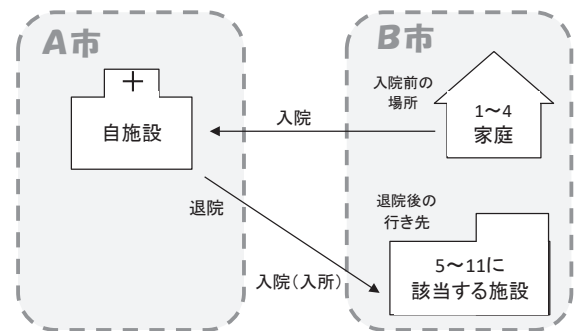 A市
B市
自施設
入院前の
場所
1～4
家庭
入院
退院
退院後の
行き先
入院(入所)
5～11に
該当する施設